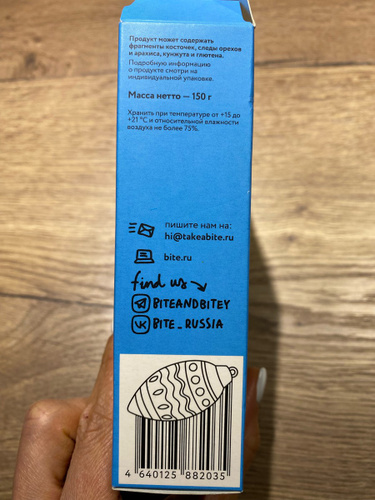 Продукт может содержать
фрагменты косточек, следы орехов
и арахиса, кунжута и глютена.
Подробную информацию
о продукте смотри на
индивидуальной упаковке.
Масса нетто — 150 г
Хранить при температуре от +15 до
+21 °С и относительной влажности
воздуха не более 75%.
пишите нам на:
hi@takeabite.ru
bite.ru
find us
BITEANDBITEY
BITE_RUSSIA
4 640125 882035